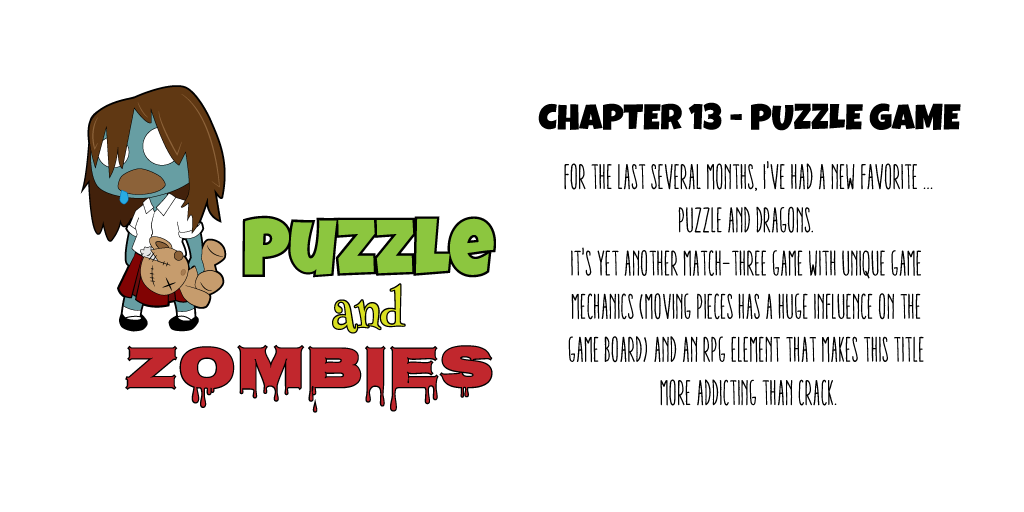 PUZZLE
and
ZOMBIES
CHAPTER 13 - PUZZLE GAME
FOR THE LAST SEVERAL MONTHS, I'VE HAD A NEW FAVORITE ...
PUZZLE AND DRAGONS.
IT'S YET ANOTHER MATCH-THREE GAME WITH UNIQUE GAME
MECHANICS (MOVING PIECES HAS A HUGE INFLUENCE ON THE
GAME BOARD) AND AN RPG ELEMENT THAT MAKES THIS TITLE
MORE ADDICTING THAN CRACK.